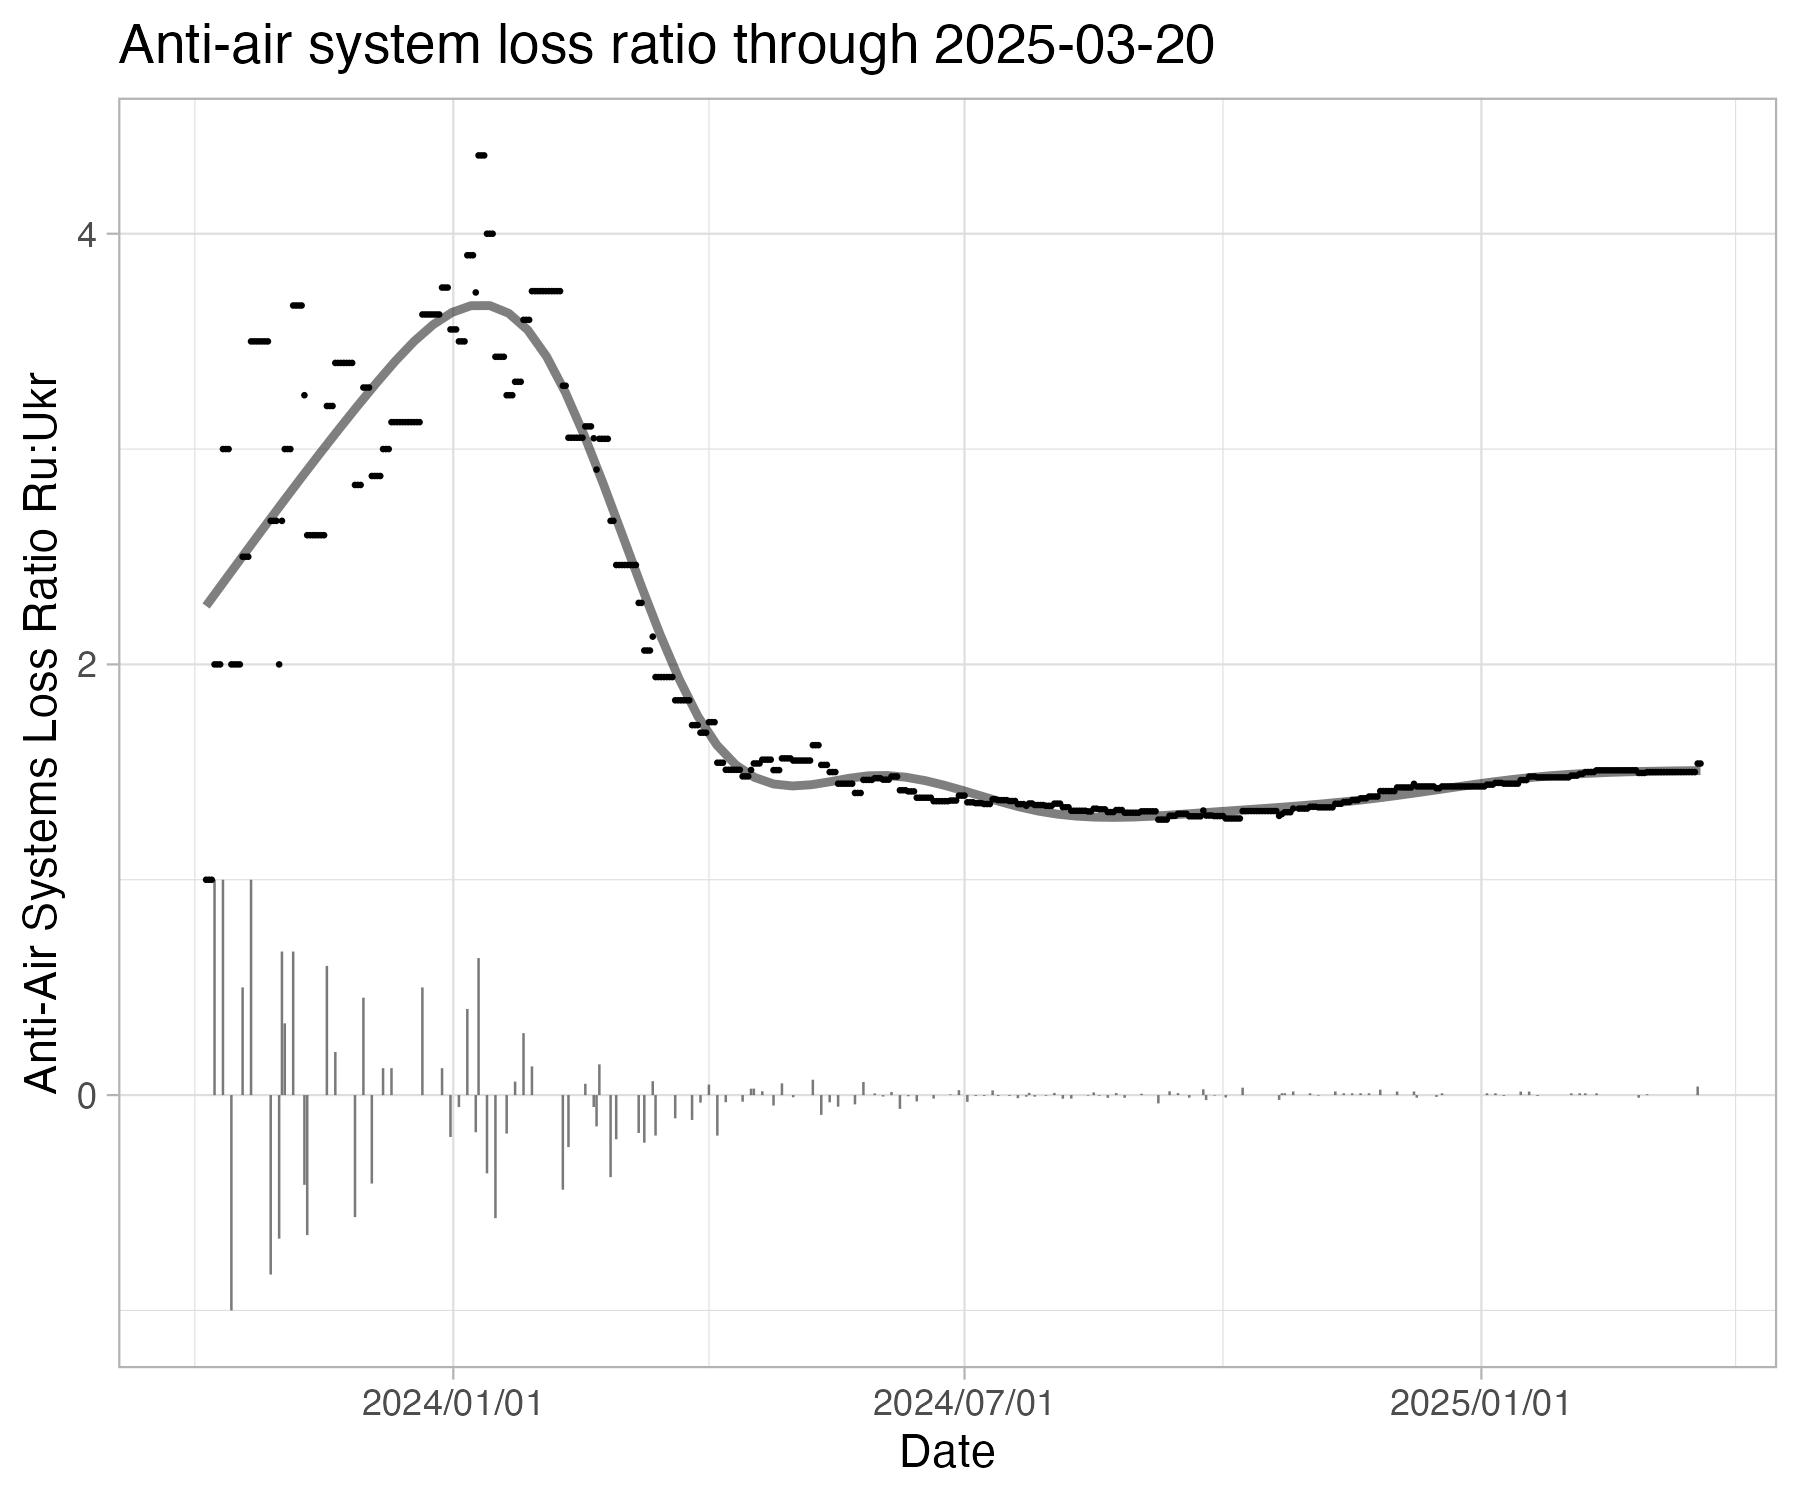 Anti-air system loss ratio through 2025-03-20
Anti-Air Systems Loss Ratio Ru:Ukr
4
2
0
2024/01/01
2024/07/01
2025/01/01
Date